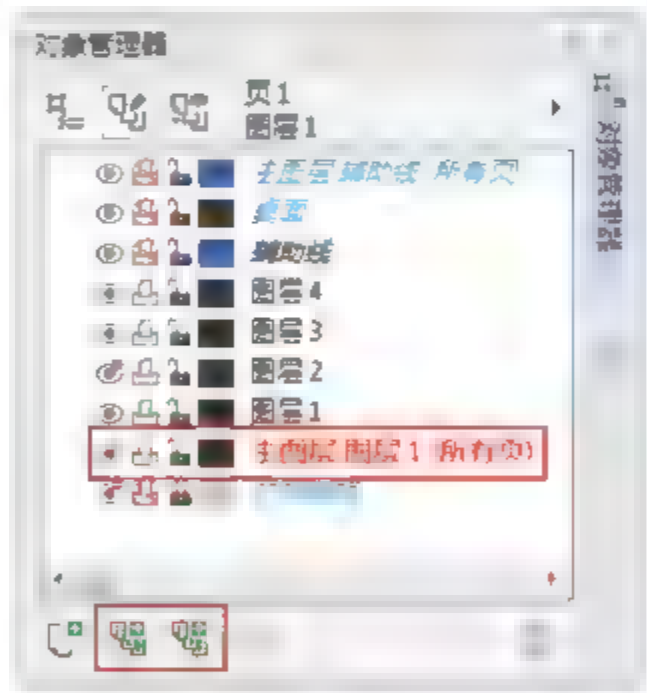 对象管理器
页1
图层1
主图层 辅助线 所有页
桌面
辅助线
图层4
图层3
图层2
图层1
主图层 图层1 所有页)
对象管理器